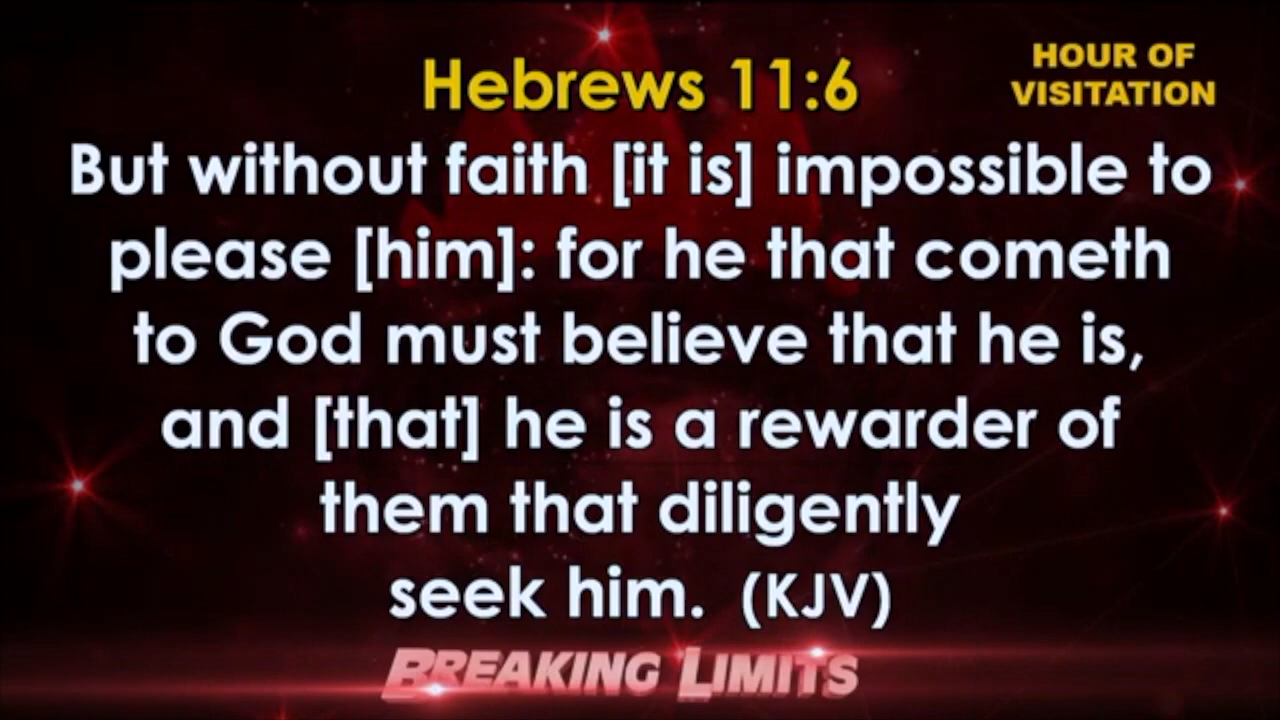 Hebrews 11:6
HOUR OF
VISITATION
But without faith [it is] impossible to
please [him]: for he that cometh
to God must believe that he is,
and [that] he is a rewarder of
them that diligently
seek him. (KJV)
BREAKING LIMITS